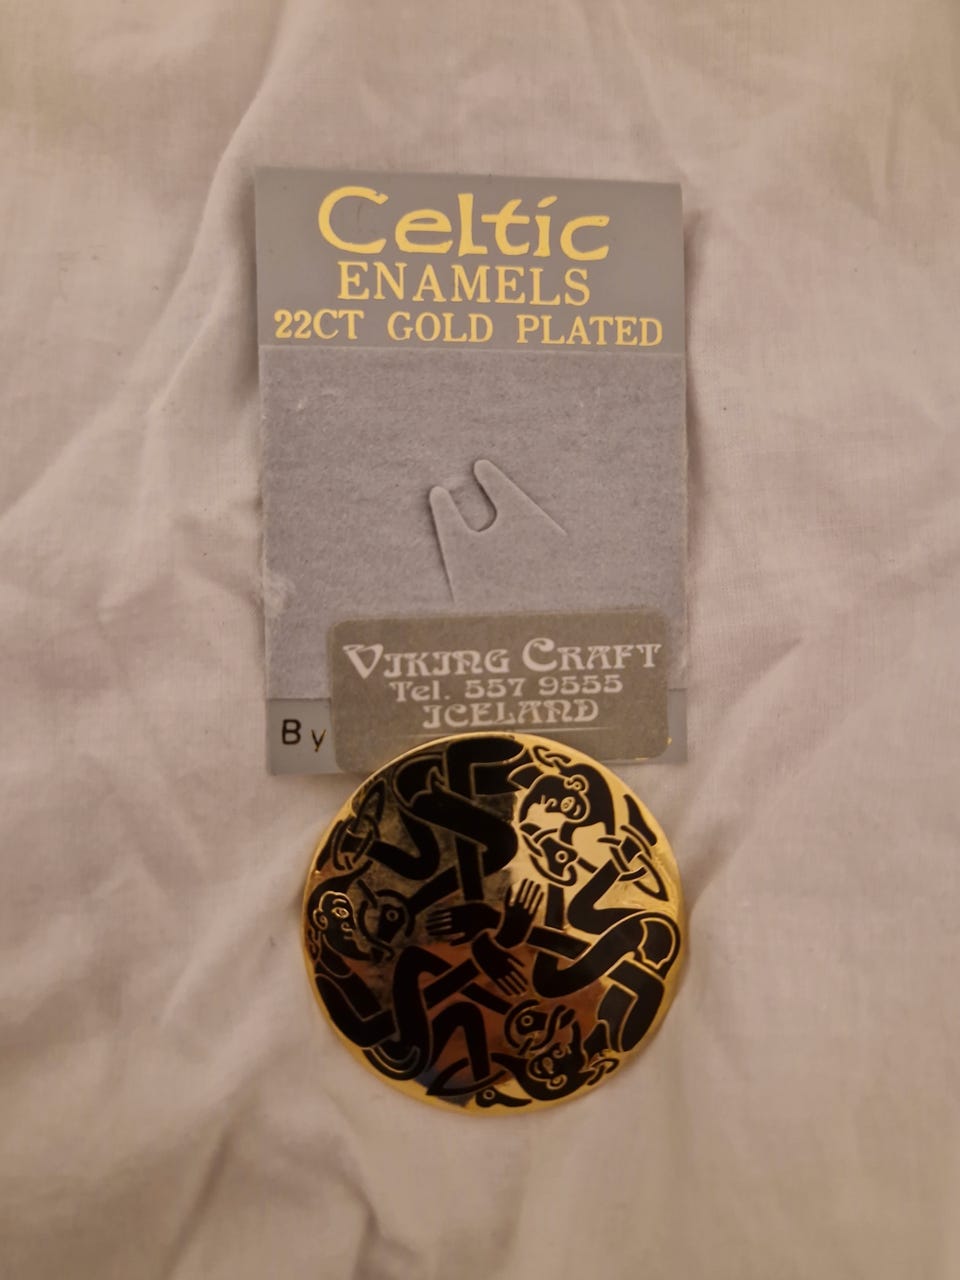 Celtic
ENAMELS
22CT GOLD PLATED
VIKING CRAFT
Tel. 557 9555
ICELAND
By